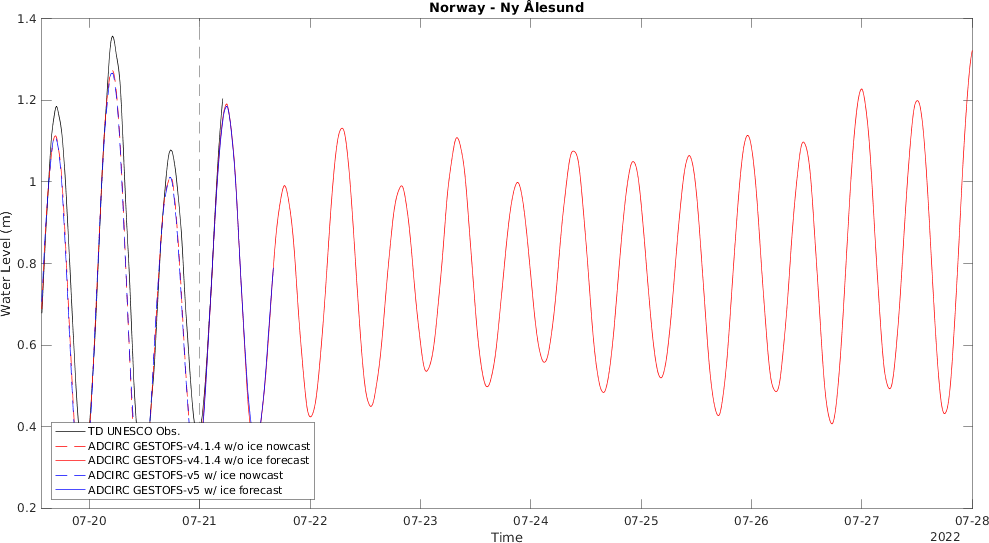 Norway - Ny Ålesund
Water Level (m)
1.4
1.2
1
0.8
0.6
0.4
0.2
TD UNESCO Obs.
ADCIRC GESTOFS-v4.1.4 w/o ice nowcast
ADCIRC GESTOFS-v4.1.4 w/o ice forecast
ADCIRC GESTOFS-v5 w/ ice nowcast
ADCIRC GESTOFS-v5 w/ ice forecast
07-20 07-21 07-22 07-23 07-24 07-25 07-26 07-27 07-28
Time
2022